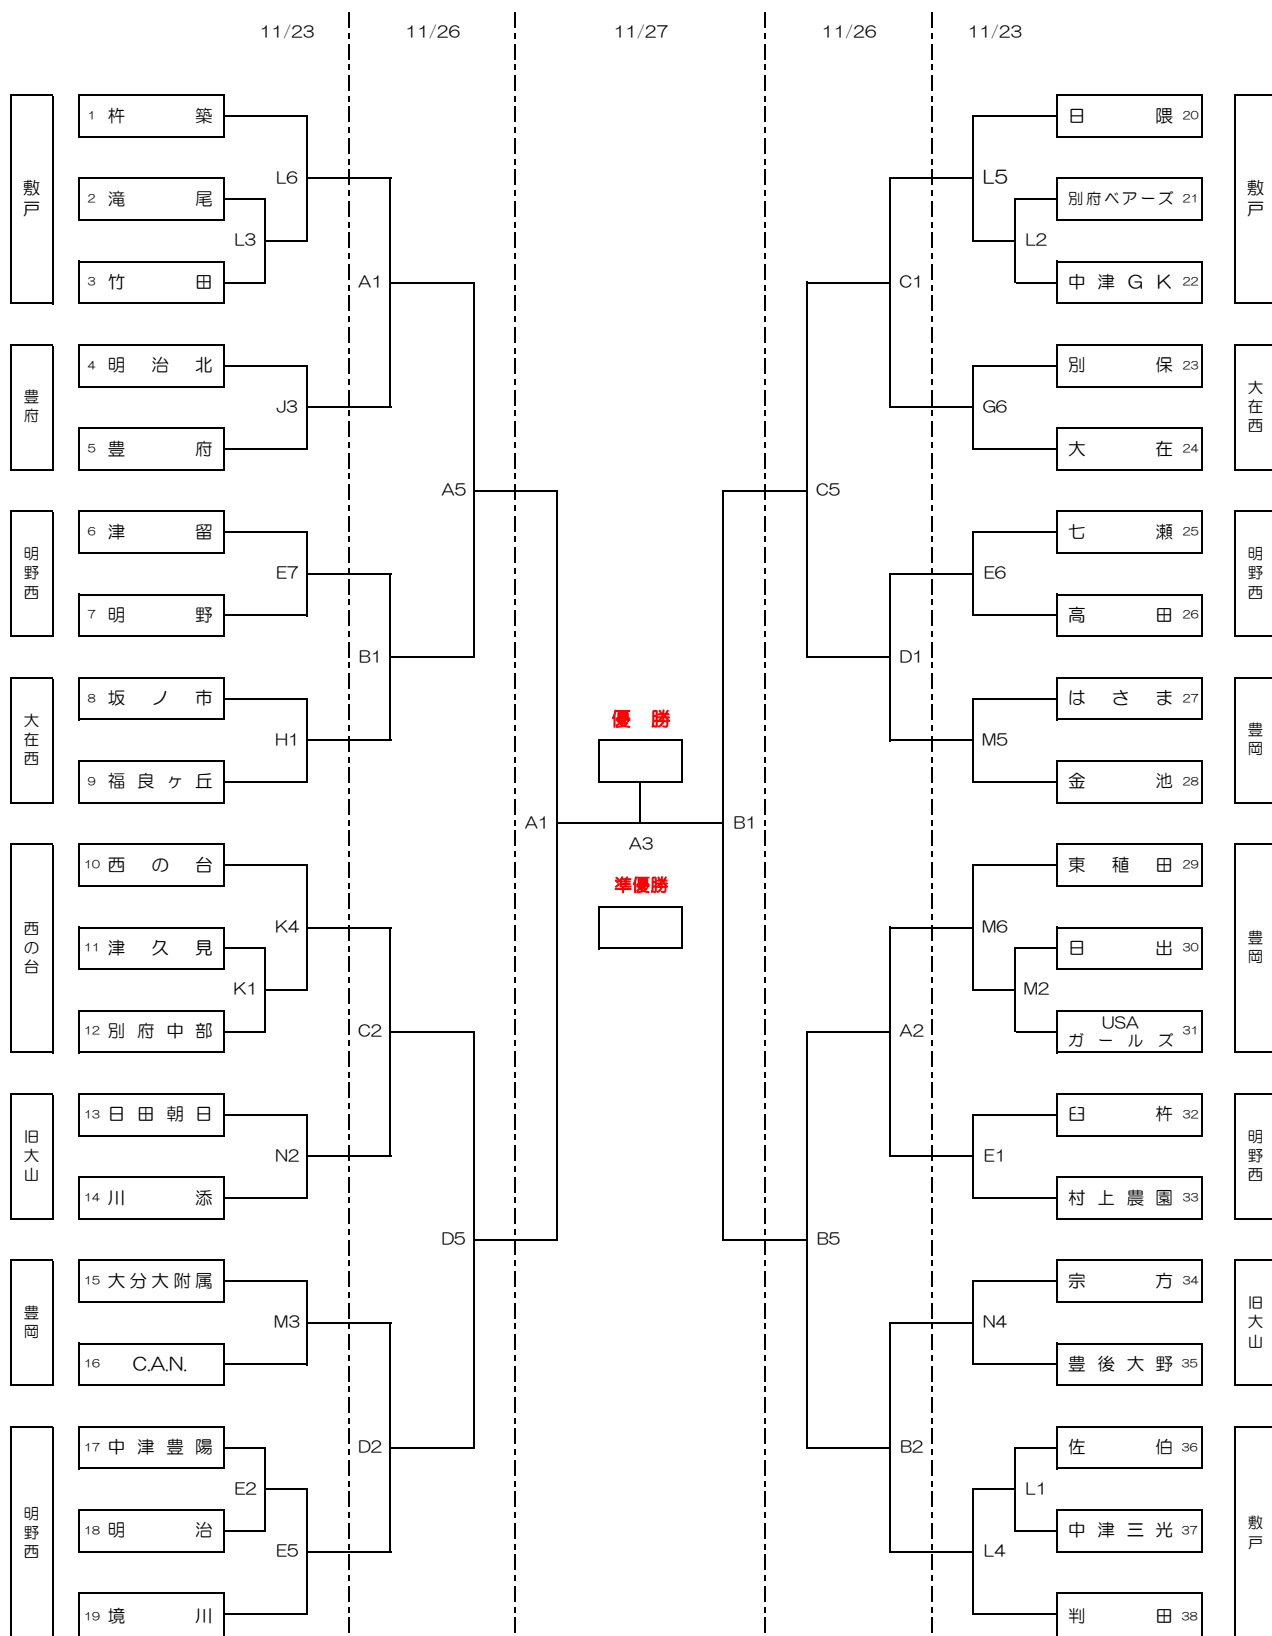 11/23
11/26
11/27
11/26
11/23
敷戸
1 杵築
L6
2 滝尾
L3
3 竹田
A1
豊府
4 明治北
J3
5 豊府
A5
明野西
6 津留
E7
7 明野
B1
大在西
8 坂ノ市
H1
9 福良ヶ丘
A1
西の台
10 西の台
K4
11 津久見
K1
12 別府中部
C2
旧大山
13 日田朝日
N2
14 川添
D5
豊岡
15 大分大附属
M3
16 C.A.N.
D2
明野西
17 中津豊陽
E2
18 明治
E5
19 境川
優勝
A3
準優勝
日隈 20
L5
別府ベアーズ 21
L2
中津GK 22
敷戸
C1
別保 23
G6
大在 24
大在西
C5
七瀬 25
E6
高田 26
明野西
D1
はさま 27
M5
金池 28
豊岡
B1
東稙田 29
M6
日出 30
M2
USA
ガールズ 31
豊岡
A2
臼杵 32
E1
村上農園 33
明野西
B5
宗方 34
N4
豊後大野 35
旧大山
B2
佐伯 36
L1
中津三光 37
L4
判田 38
敷戸